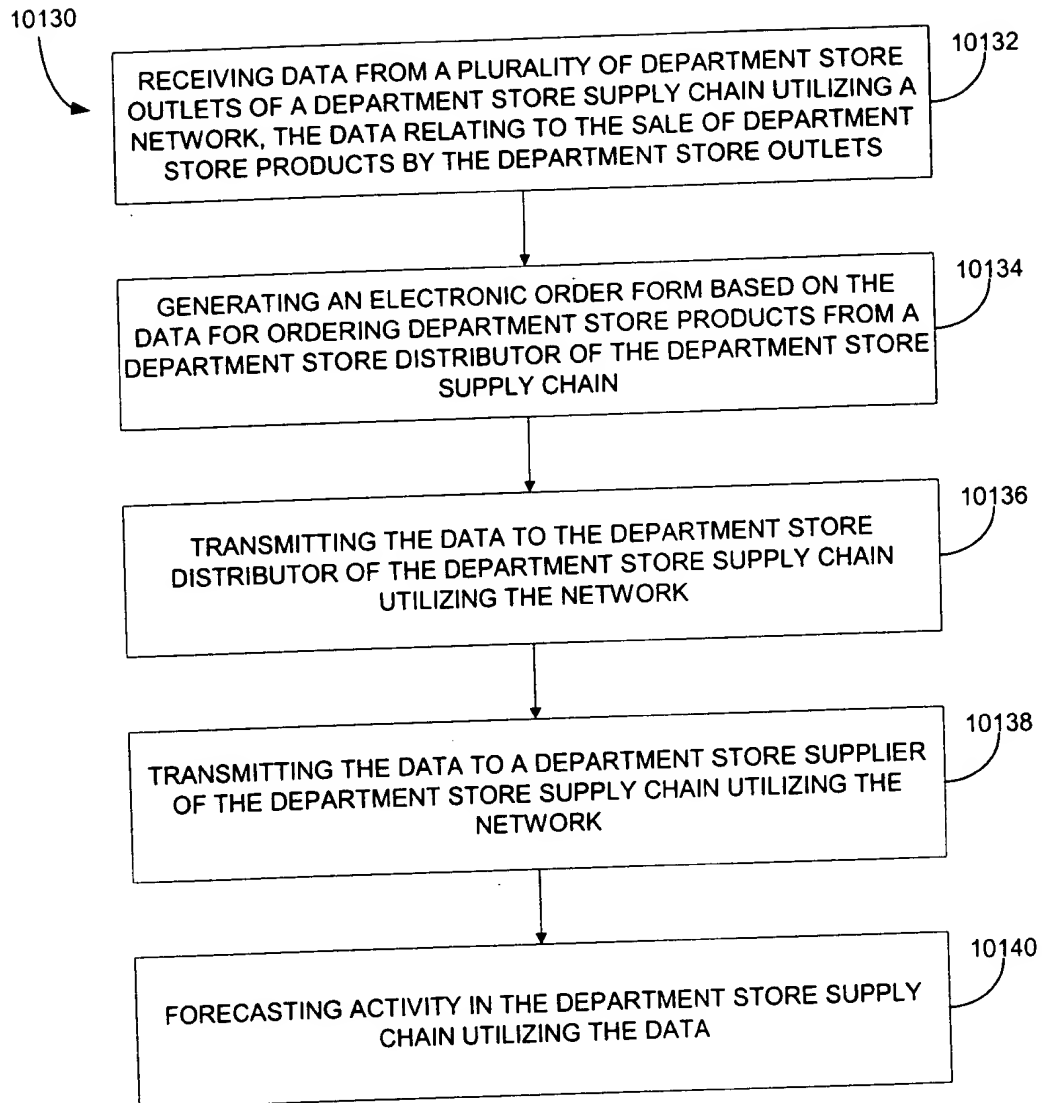 10130
10132
RECEIVING DATA FROM A PLURALITY OF DEPARTMENT STORE
OUTLETS OF A DEPARTMENT STORE SUPPLY CHAIN UTILIZING A
NETWORK, THE DATA RELATING TO THE SALE OF DEPARTMENT
STORE PRODUCTS BY THE DEPARTMENT STORE OUTLETS
10134
GENERATING AN ELECTRONIC ORDER FORM BASED ON THE
DATA FOR ORDERING DEPARTMENT STORE PRODUCTS FROM A
DEPARTMENT STORE DISTRIBUTOR OF THE DEPARTMENT STORE
SUPPLY CHAIN
10136
TRANSMITTING THE DATA TO THE DEPARTMENT STORE
DISTRIBUTOR OF THE DEPARTMENT STORE SUPPLY CHAIN
UTILIZING THE NETWORK
10138
TRANSMITTING THE DATA TO A DEPARTMENT STORE SUPPLIER
OF THE DEPARTMENT STORE SUPPLY CHAIN UTILIZING THE
NETWORK
10140
FORECASTING ACTIVITY IN THE DEPARTMENT STORE SUPPLY
CHAIN UTILIZING THE DATA